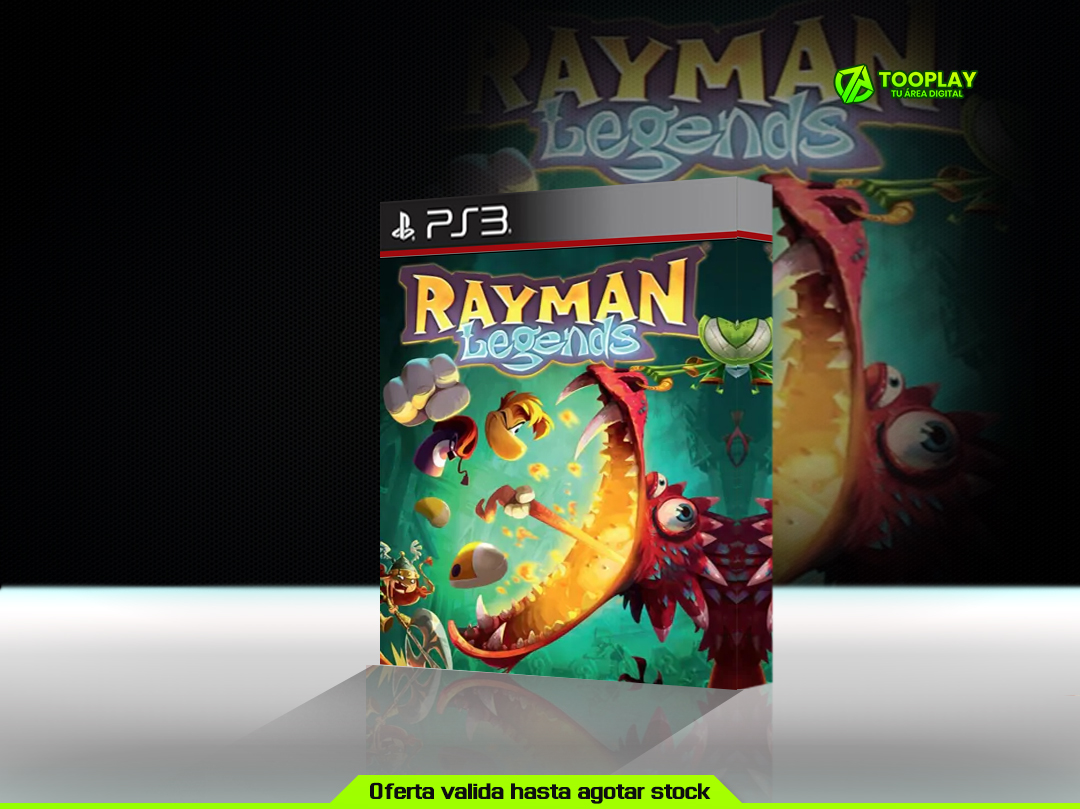 RAYMAN
Legends
TOOPLAY
TU ÁREA DIGITAL
PS3
RAYMAN
Legends
Oferta valida hasta agotar stock